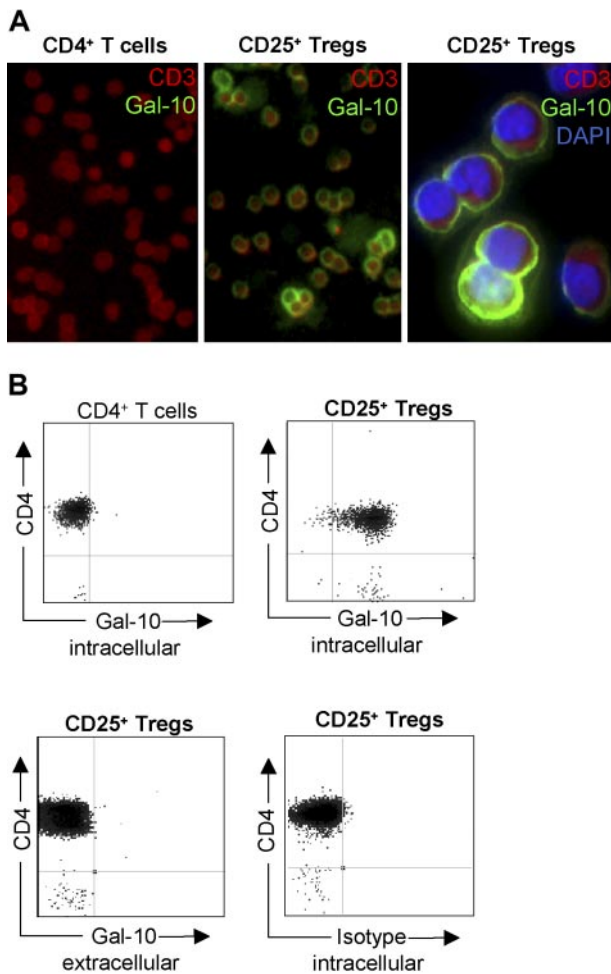 A
CD4⁺ T cells
CD25⁺ Tregs
CD25⁺ Tregs
CD3
Gal-10
CD3
Gal-10
CD3
Gal-10
DAPI
B
CD4⁺ T cells
CD25⁺ Tregs
CD4
CD4
Gal-10
intracellular
Gal-10
intracellular
CD25⁺ Tregs
CD25⁺ Tregs
CD4
CD4
Gal-10
extracellular
Isotype
intracellular